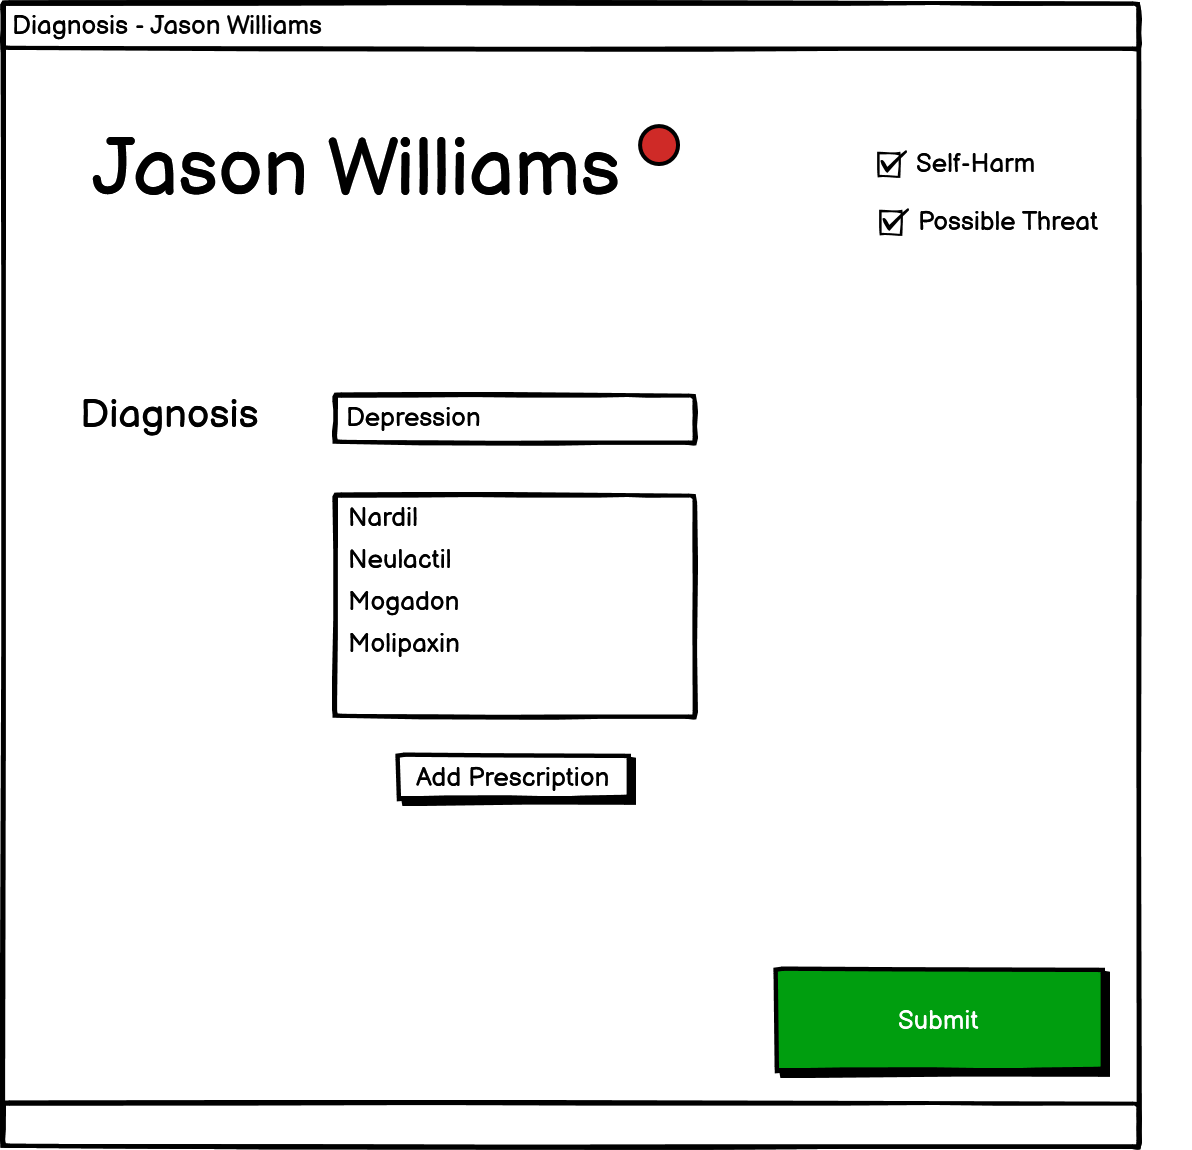 Diagnosis - Jason Williams
Jason Williams
Self-Harm
Possible Threat
Diagnosis
Depression
Nardil
Neulactil
Mogadon
Molipaxin
Add Prescription
Submit